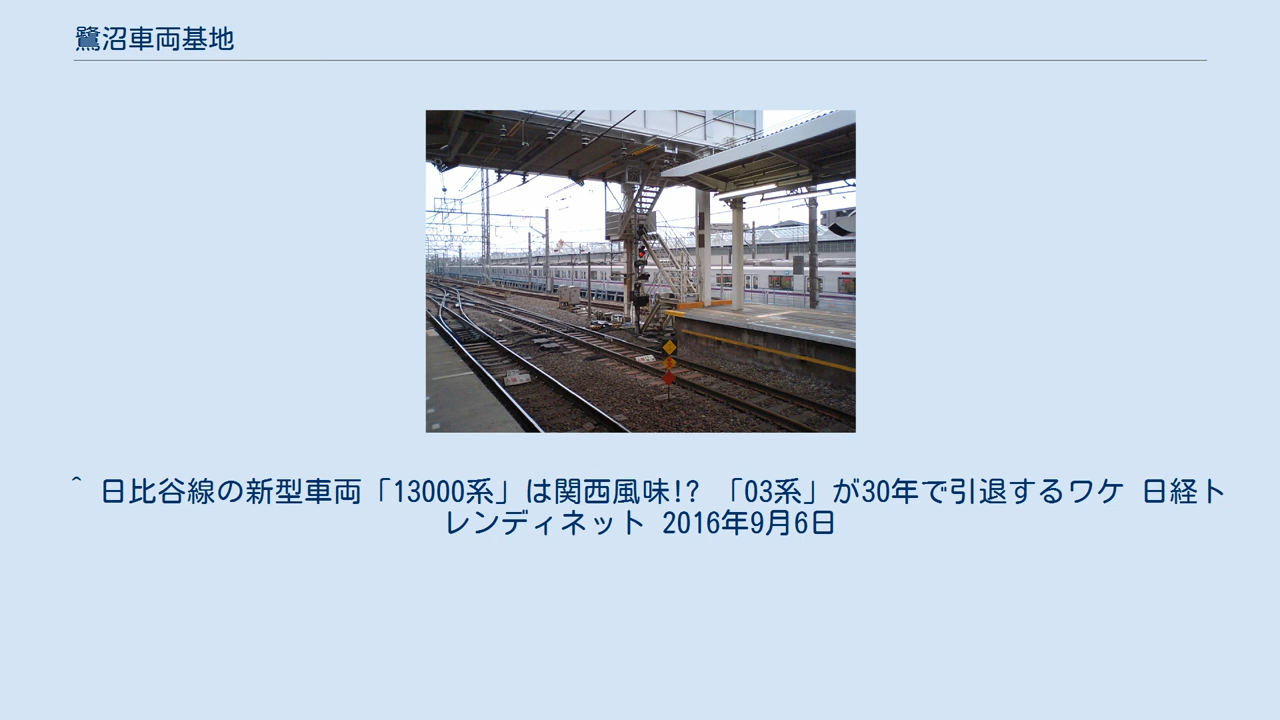 鷺沼車両基地
^ 日比谷線の新型車両「13000系」は関西風味!? 「03系」が30年で引退するワケ 日経ト
レンディネット 2016年9月6日